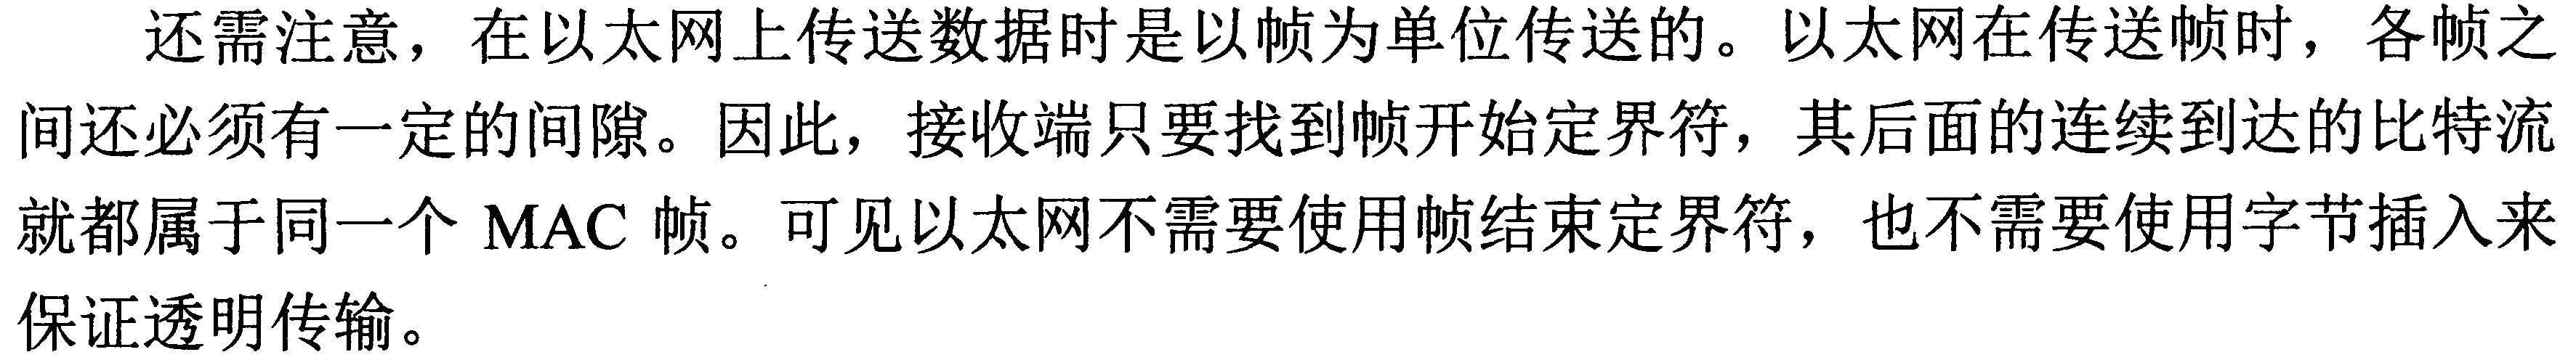 还需注意，在以太网上传送数据时是以帧为单位传送的。以太网在传送帧时，各帧之
间还必须有一定的间隙。因此，接收端只要找到帧开始定界符，其后面的连续到达的比特流
就都属于同一个 MAC 帧。可见以太网不需要使用帧结束定界符，也不需要使用字节插入来
保证透明传输。